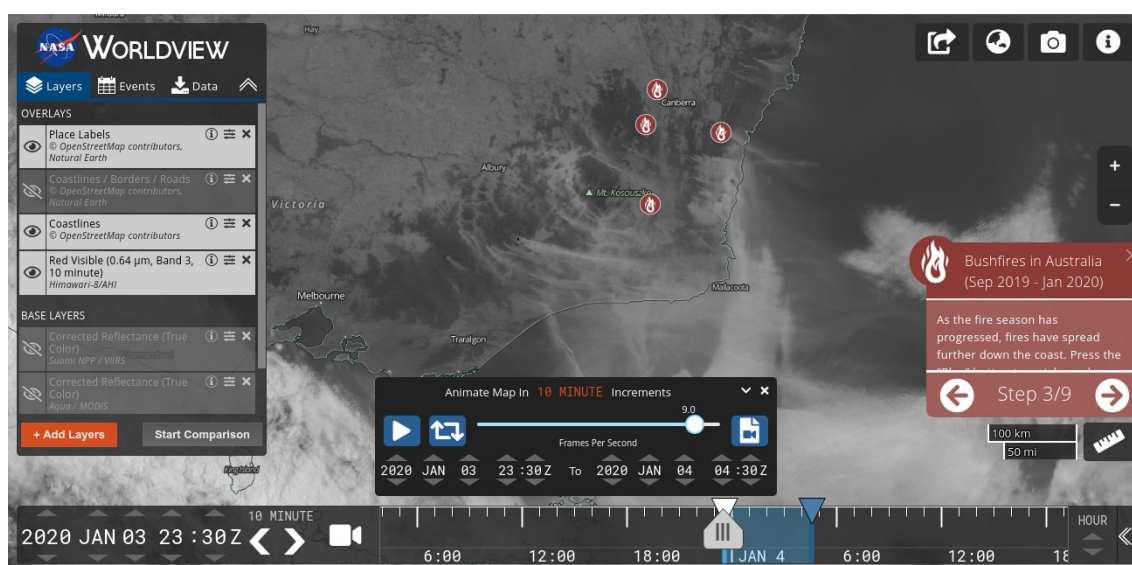 Hay
NASA WORLDVIEW
Layers Events Data
OVERLAYS
Place Labels
© OpenStreetMap contributors,
Natural Earth
Coastlines / Borders / Roads
© OpenStreetMap contributors,
Natural Earth
Coastlines
© OpenStreetMap contributors
Red Visible (0.64 µm, Band 3,
10 minute)
Himawari-8/AHI
BASE LAYERS
Corrected Reflectance (True
Color)
Suomi NPP / VIIRS
Corrected Reflectance (True
Color)
Aqua / MODIS
+ Add Layers Start Comparison
Canberra
Albury
Mt. Kosciuszko
Victoria
Melbourne
Mallacoota
Traralgon
+
-
Bushfires in Australia
(Sep 2019 - Jan 2020)
As the fire season has
progressed, fires have spread
further down the coast. Press the
Step 3/9
100 km
50 mi
Animate Map In 10 MINUTE Increments
9.0
Frames Per Second
2020 JAN 03 23:30Z To 2020 JAN 04 04:30Z
2020 JAN 03 23:30Z
10 MINUTE
6:00 12:00 18:00 JAN 4 6:00 12:00 18
HOUR